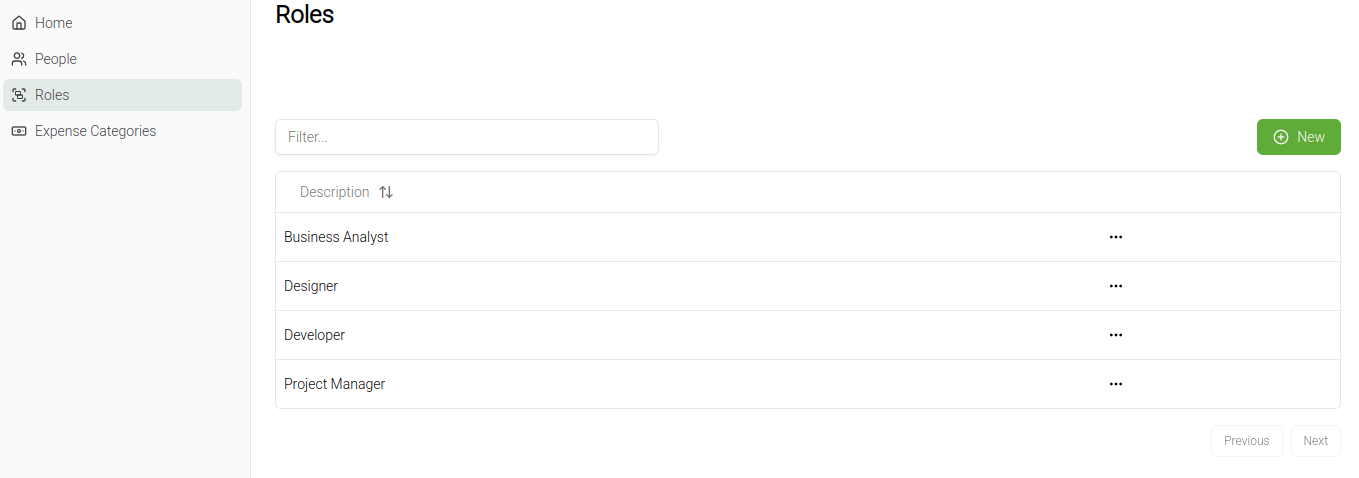 Home
People
Roles
Expense Categories
Roles
Filter...
New
Description
Business Analyst
Designer
Developer
Project Manager
Previous
Next